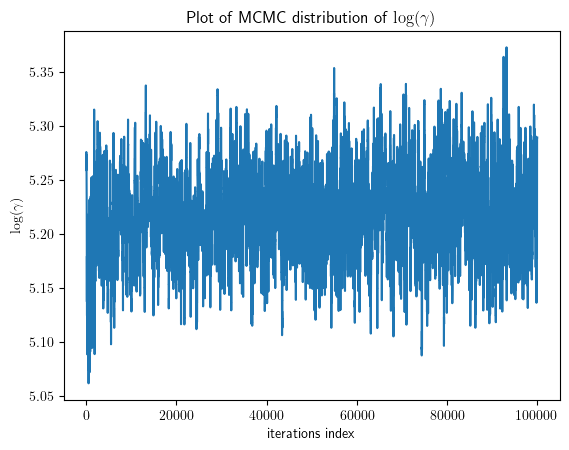 Plot of MCMC distribution of log(γ)
5.35
5.30
5.25
5.20
5.15
5.10
5.05
log(γ)
0 20000 40000 60000 80000 100000
iterations index